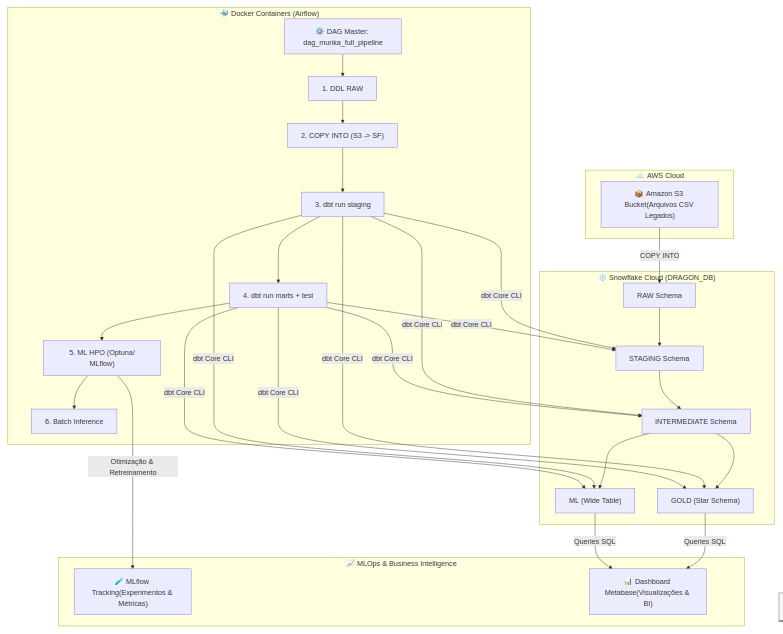 🐳 Docker Containers (Airflow)
⚙️ DAG Master:
dag_munka_full_pipeline
1. DDL RAW
2. COPY INTO (S3 -> SF)
3. dbt run staging
4. dbt run marts + test
5. ML HPO (Optuna/
MLflow)
6. Batch Inference
dbt Core CLI
dbt Core CLI
dbt Core CLI
dbt Core CLI
dbt Core CLI
dbt Core CLI
dbt Core CLI
dbt Core CLI
☁️ AWS Cloud
📦 Amazon S3
Bucket(Arquivos CSV
Legados)
COPY INTO
❄️ Snowflake Cloud (DRAGON_DB)
RAW Schema
STAGING Schema
INTERMEDIATE Schema
ML (Wide Table)
GOLD (Star Schema)
Otimização &
Retreinamento
Queries SQL
Queries SQL
📈 MLOps & Business Intelligence
🧪 MLflow
Tracking(Experimentos &
Métricas)
📊 Dashboard
Metabase(Visualizações &
BI)